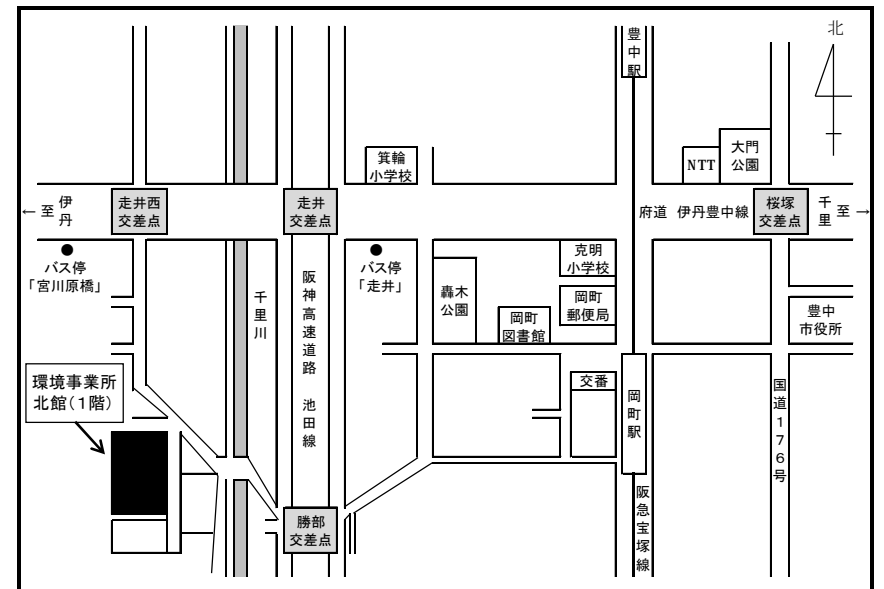 豊中駅
北
箕輪
小学校
NTT
大門
公園
← 至
伊丹
走井西
交差点
走井
交差点
府道 伊丹豊中線
桜塚
交差点
千里
至 →
バス停
「宮川原橋」
千里川
阪神高速道路 池田線
バス停
「走井」
轟木
公園
克明
小学校
岡町
郵便局
岡町
図書館
豊中
市役所
環境事業所
北館(1階)
交番
岡町駅
国道176号
勝部
交差点
阪急宝塚線